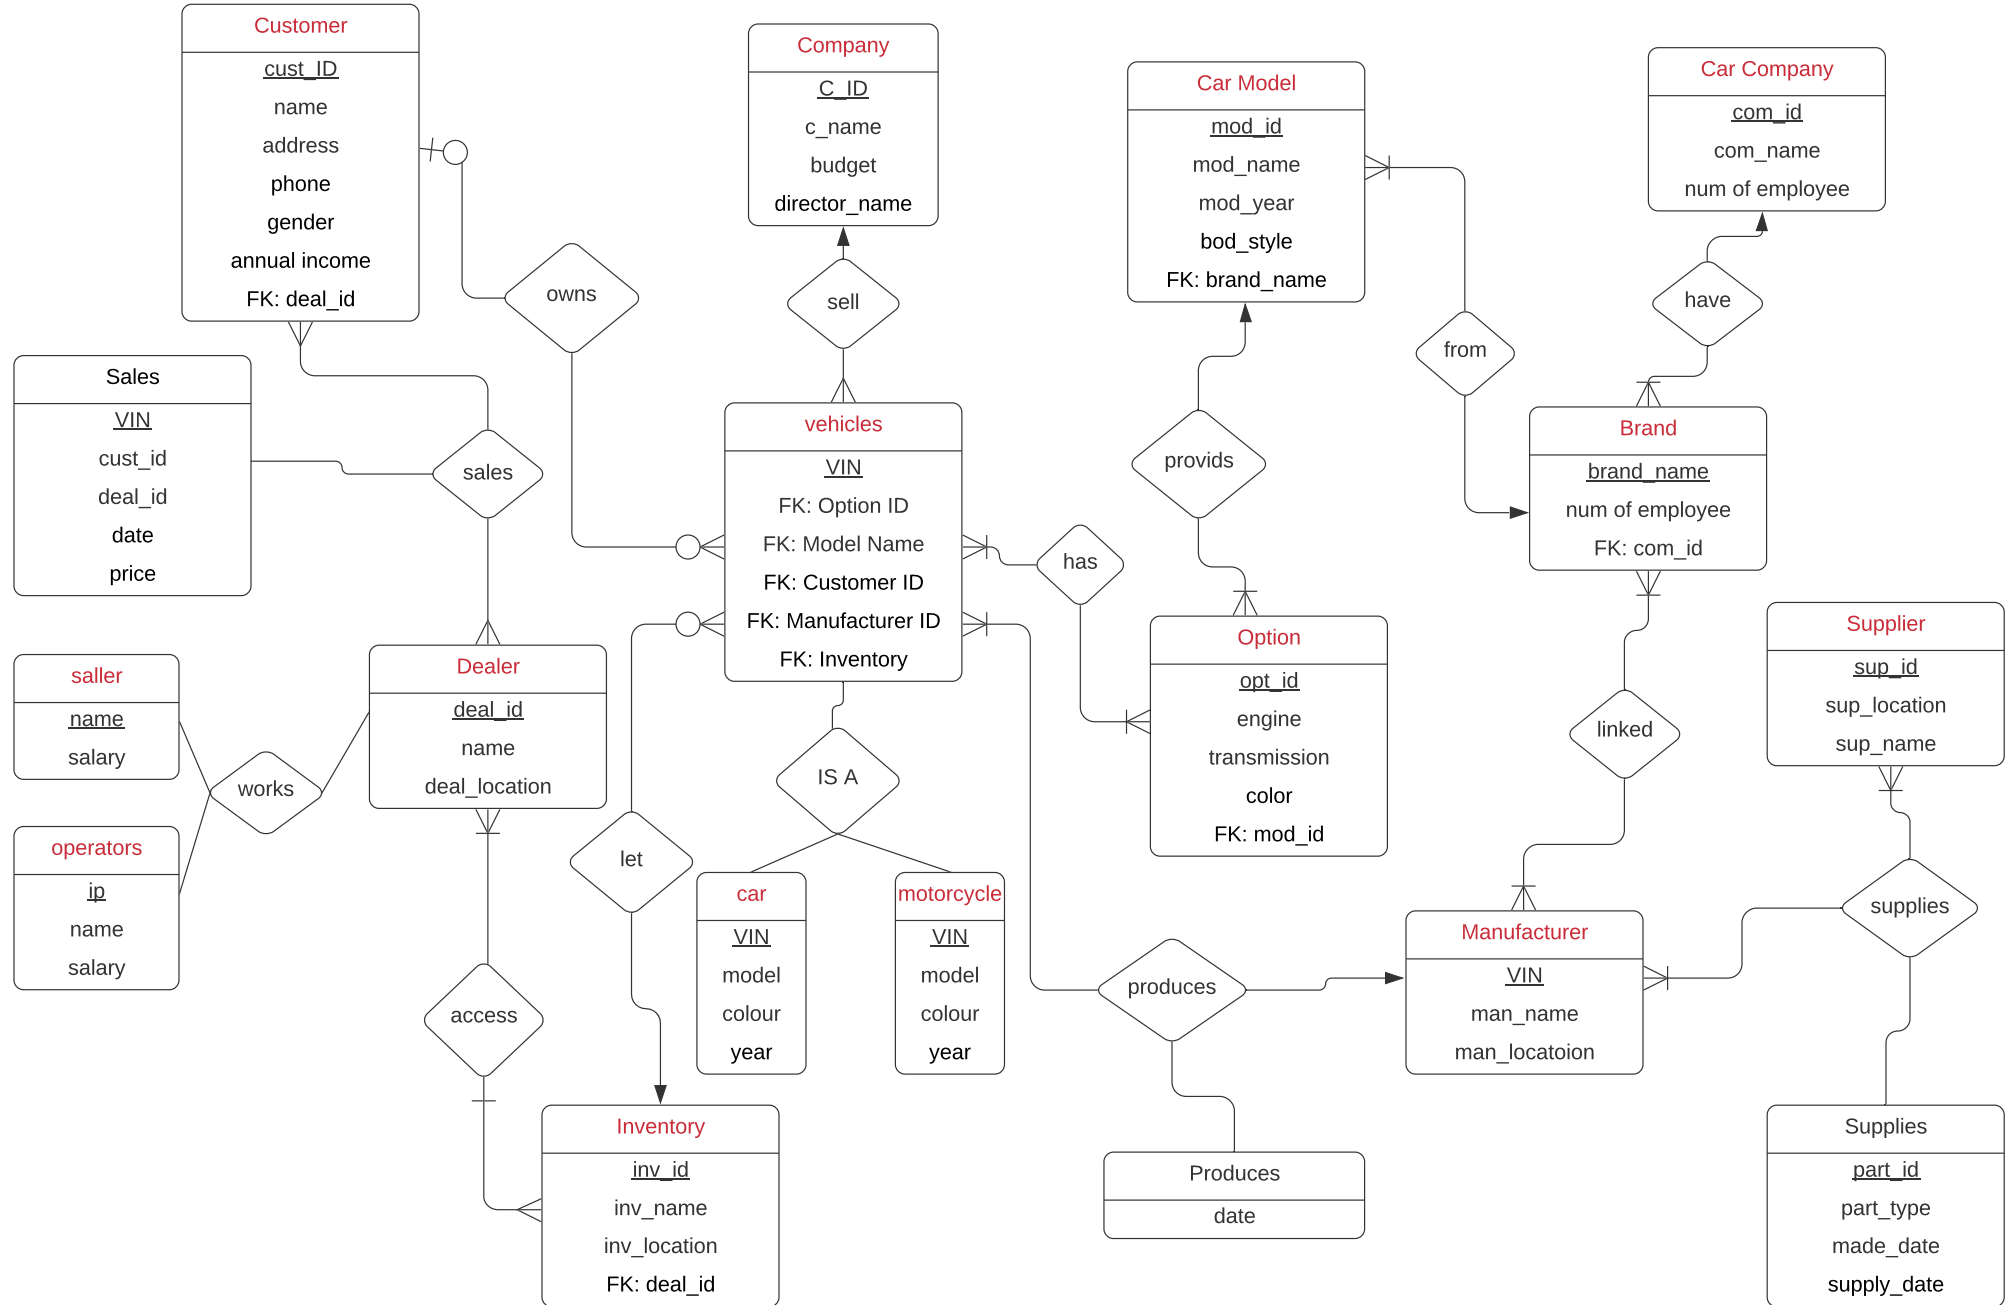 Customer
cust_ID
name
address
phone
gender
annual income
FK: deal_id
Company
C_ID
c_name
budget
director_name
Car Model
mod_id
mod_name
mod_year
bod_style
FK: brand_name
Car Company
com_id
com_name
num of employee
owns
sell
from
have
Sales
VIN
cust_id
deal_id
date
price
sales
vehicles
VIN
FK: Option ID
FK: Model Name
FK: Customer ID
FK: Manufacturer ID
FK: Inventory
provids
has
Brand
brand_name
num of employee
FK: com_id
saller
name
salary
operators
ip
name
salary
works
Dealer
deal_id
name
deal_location
let
IS A
Option
opt_id
engine
transmission
color
FK: mod_id
linked
Supplier
sup_id
sup_location
sup_name
car
VIN
model
colour
year
motorcycle
VIN
model
colour
year
access
produces
Manufacturer
VIN
man_name
man_locatoion
supplies
Inventory
inv_id
inv_name
inv_location
FK: deal_id
Produces
date
Supplies
part_id
part_type
made_date
supply_date